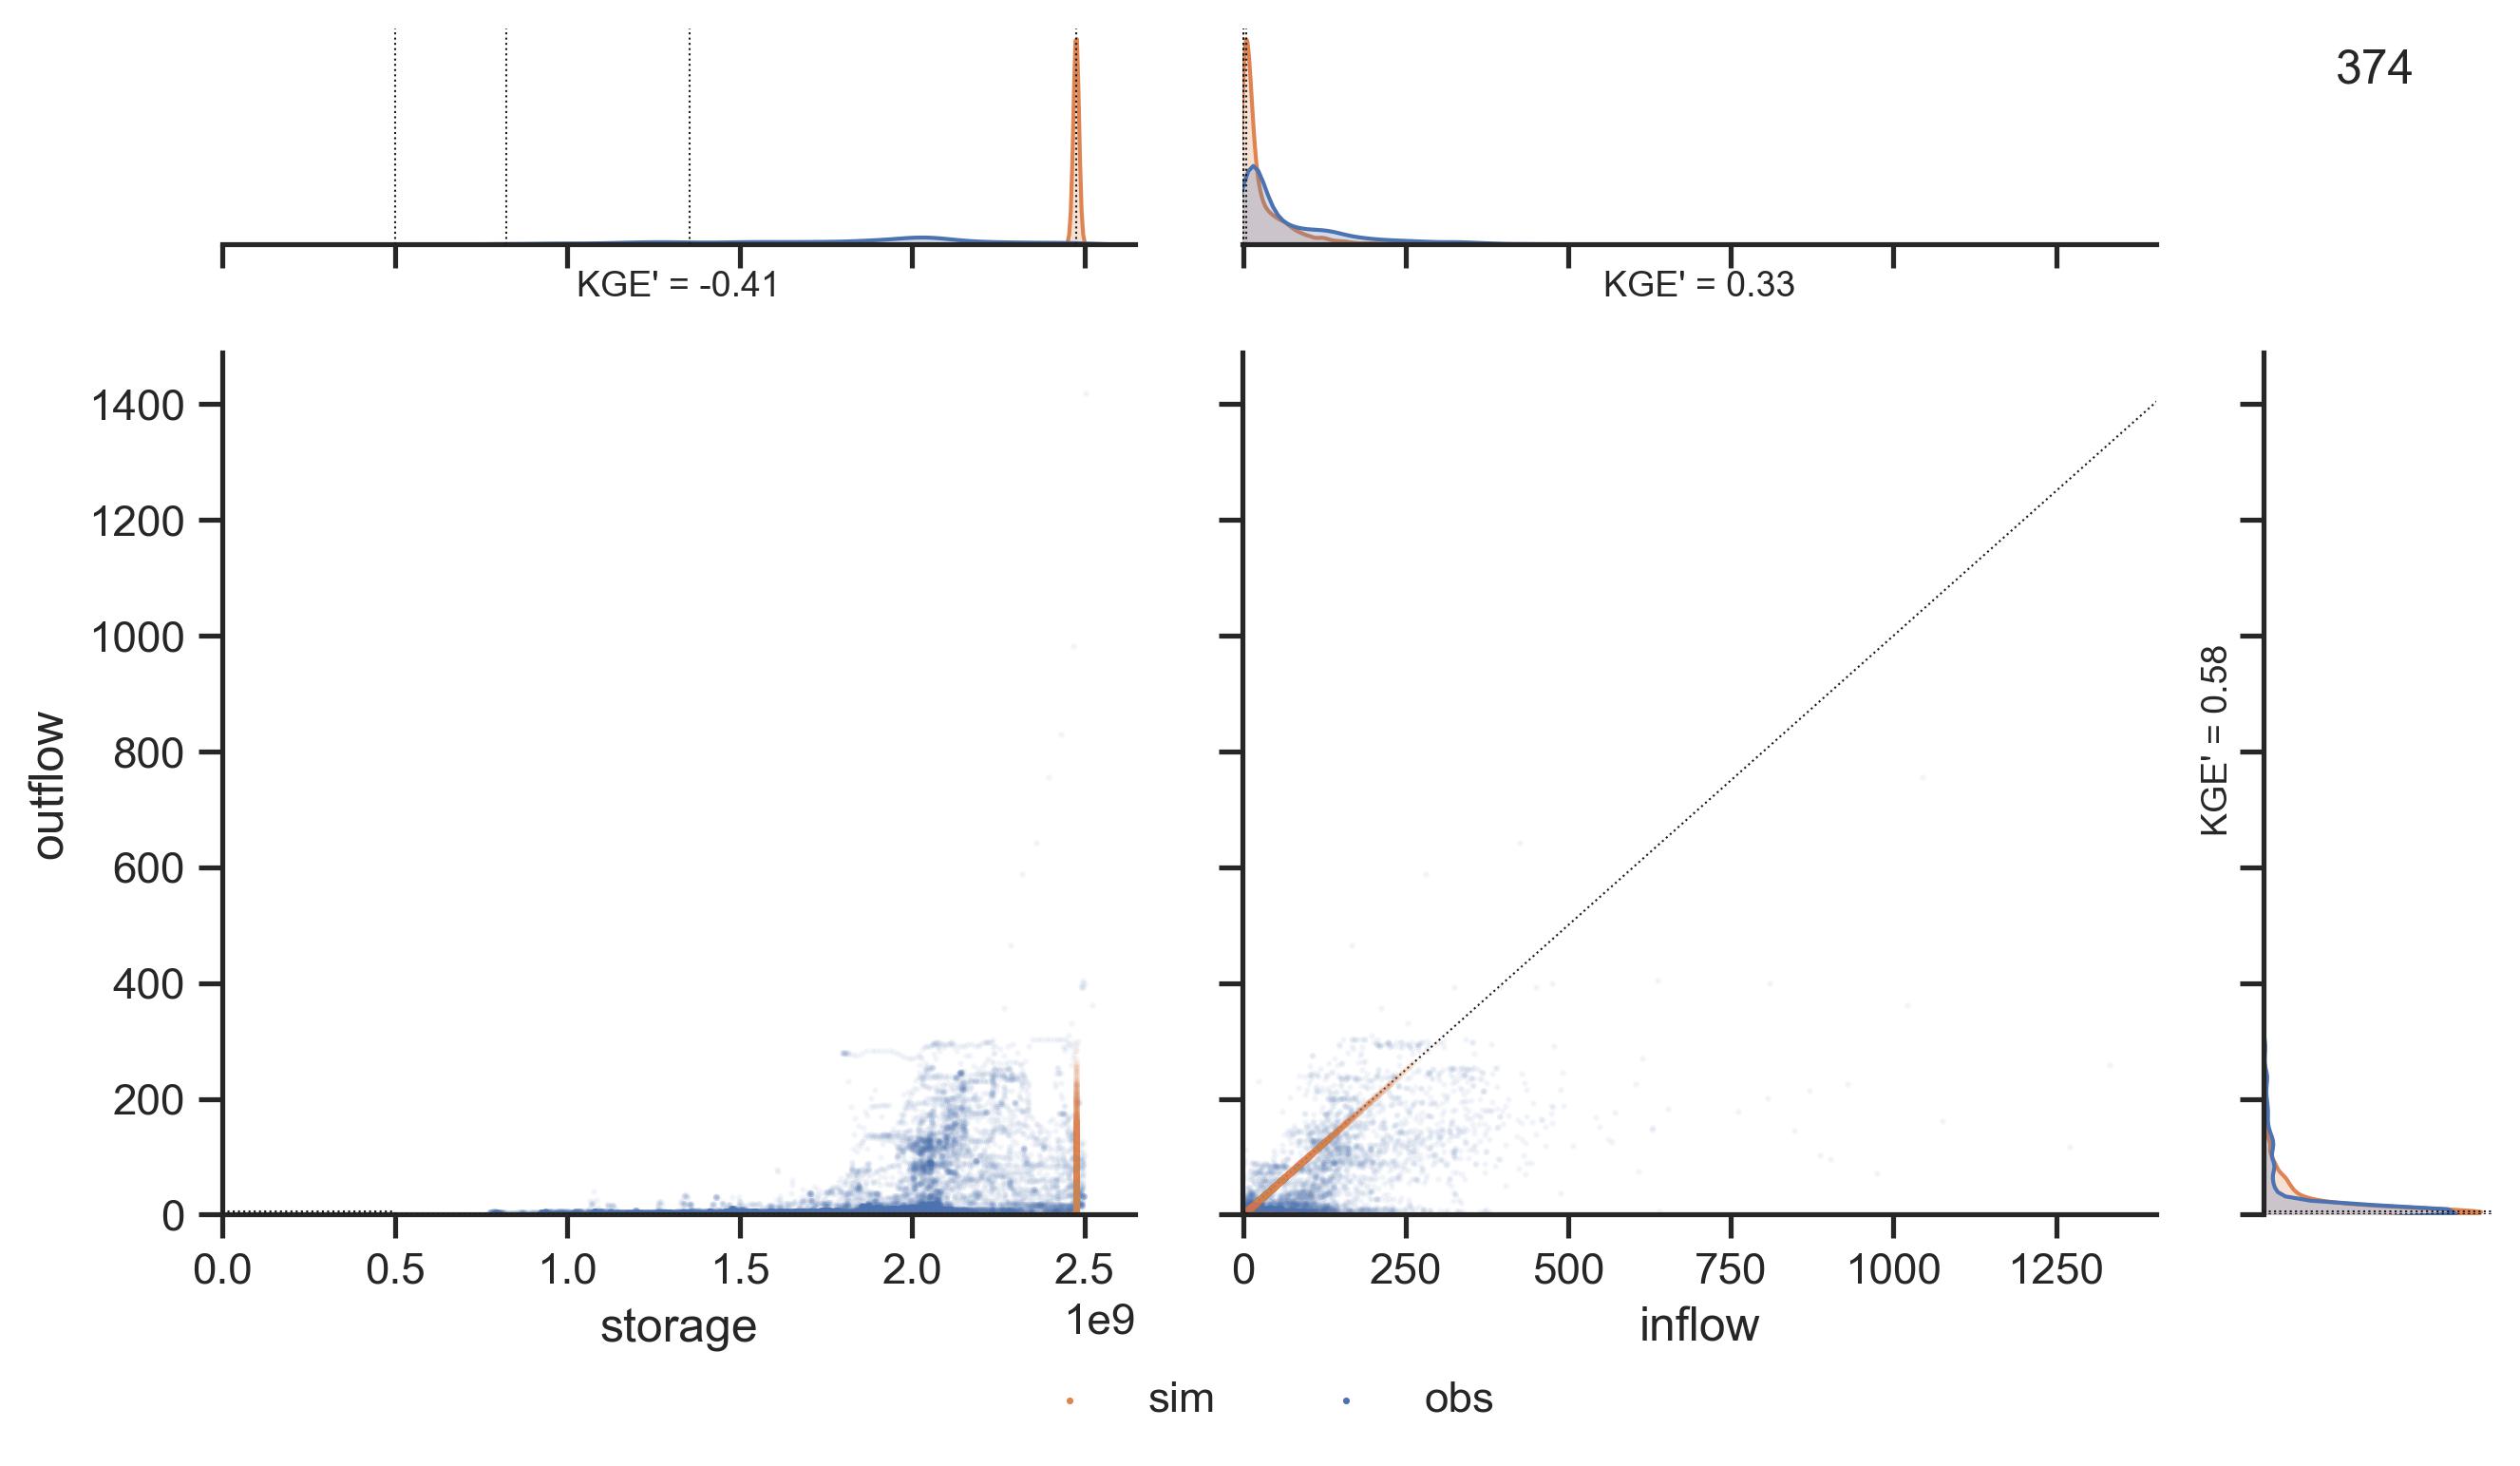 374
KGE' = -0.41
KGE' = 0.33
1400
1200
1000
800
600
400
200
0
outflow
KGE' = 0.58
0.0 0.5 1.0 1.5 2.0 2.5
1e9
storage
0 250 500 750 1000 1250
inflow
sim obs